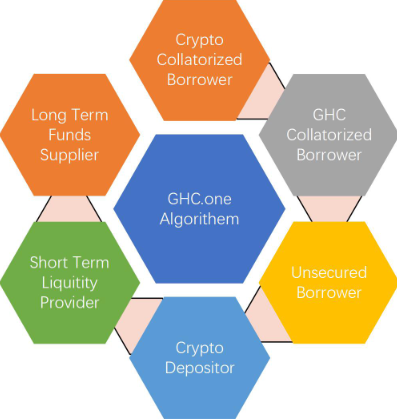 Crypto
Collatorized
Borrower
GHC
Collatorized
Borrower
Long Term
Funds
Supplier
GHC.one
Algorithem
Short Term
Liquitity
Provider
Unsecured
Borrower
Crypto
Depositor